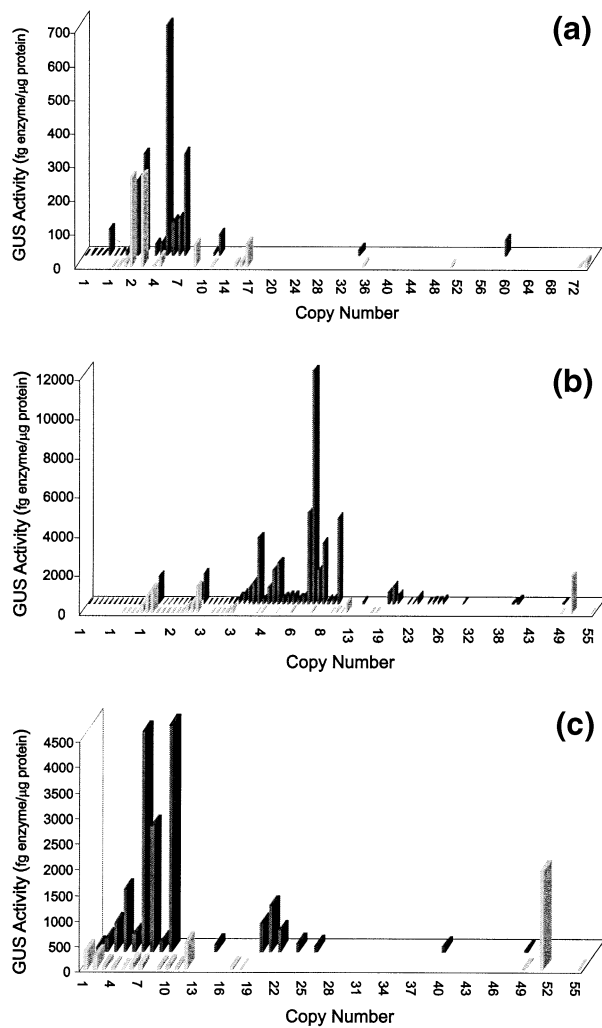 (a)
GUS Activity (fg enzyme/µg protein)
700
600
500
400
300
200
100
0
1 1 2 4 7 10 14 17 20 24 28 32 36 40 44 48 52 56 60 64 68 72
Copy Number
(b)
GUS Activity (fg enzyme/µg protein)
12000
10000
8000
6000
4000
2000
0
1 1 1 2 3 3 4 6 8 13 19 23 26 32 38 43 49 55
Copy Number
(c)
GUS Activity (fg enzyme/µg protein)
4500
4000
3500
3000
2500
2000
1500
500
0
1 4 7 10 13 16 19 22 25 28 31 34 37 40 43 46 49 52 55
Copy Number